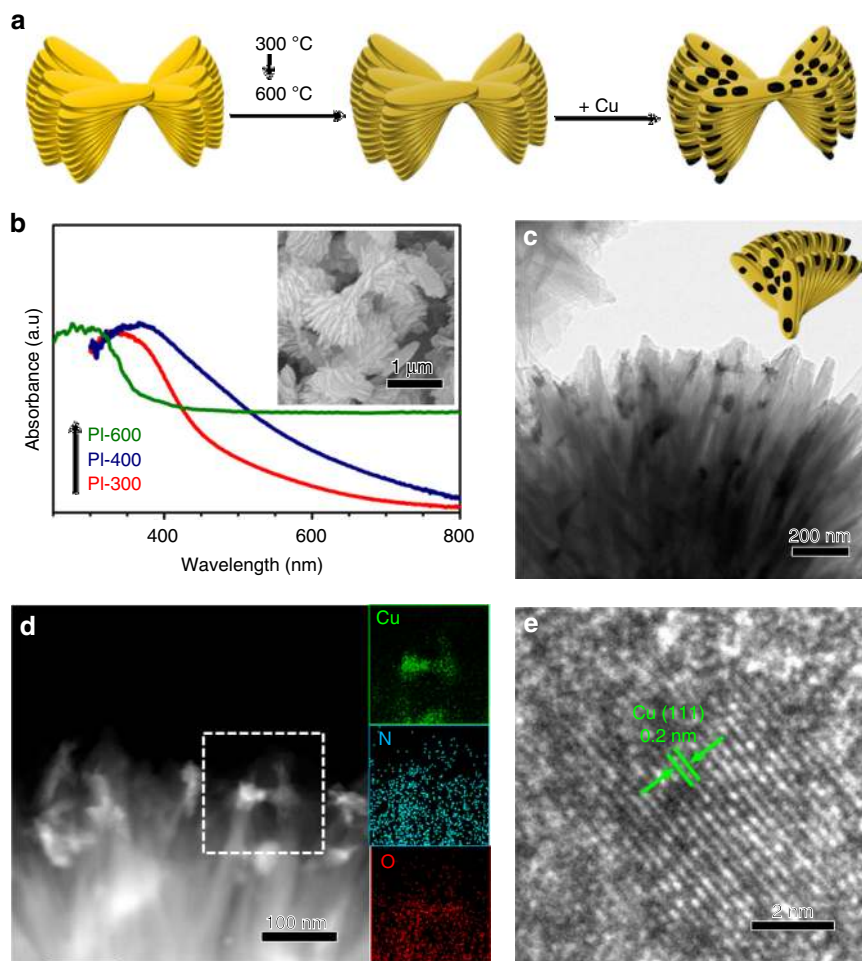 a
300 °C
600 °C
+ Cu
b
Absorbance (a.u)
1 μm
PI-600
PI-400
PI-300
400
600
800
Wavelength (nm)
c
200 nm
d
Cu
N
O
100 nm
e
Cu (111)
0.2 nm
2 nm